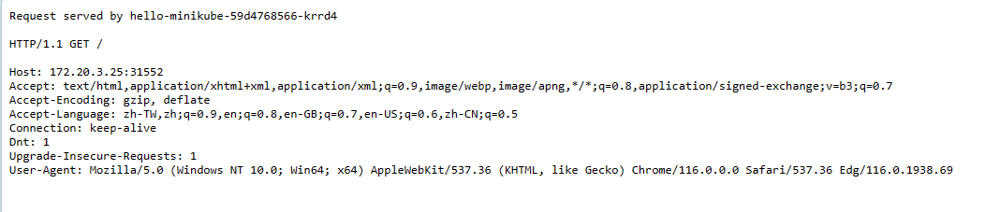 Request served by hello-minikube-59d4768566-krrd4
HTTP/1.1 GET /
Host: 172.20.3.25:31552
Accept: text/html,application/xhtml+xml,application/xml;q=0.9,image/webp,image/apng,*/*;q=0.8,application/signed-exchange;v=b3;q=0.7
Accept-Encoding: gzip, deflate
Accept-Language: zh-TW,zh;q=0.9,en;q=0.8,en-GB;q=0.7,en-US;q=0.6,zh-CN;q=0.5
Connection: keep-alive
Dnt: 1
Upgrade-Insecure-Requests: 1
User-Agent: Mozilla/5.0 (Windows NT 10.0; Win64; x64) AppleWebKit/537.36 (KHTML, like Gecko) Chrome/116.0.0.0 Safari/537.36 Edg/116.0.1938.69